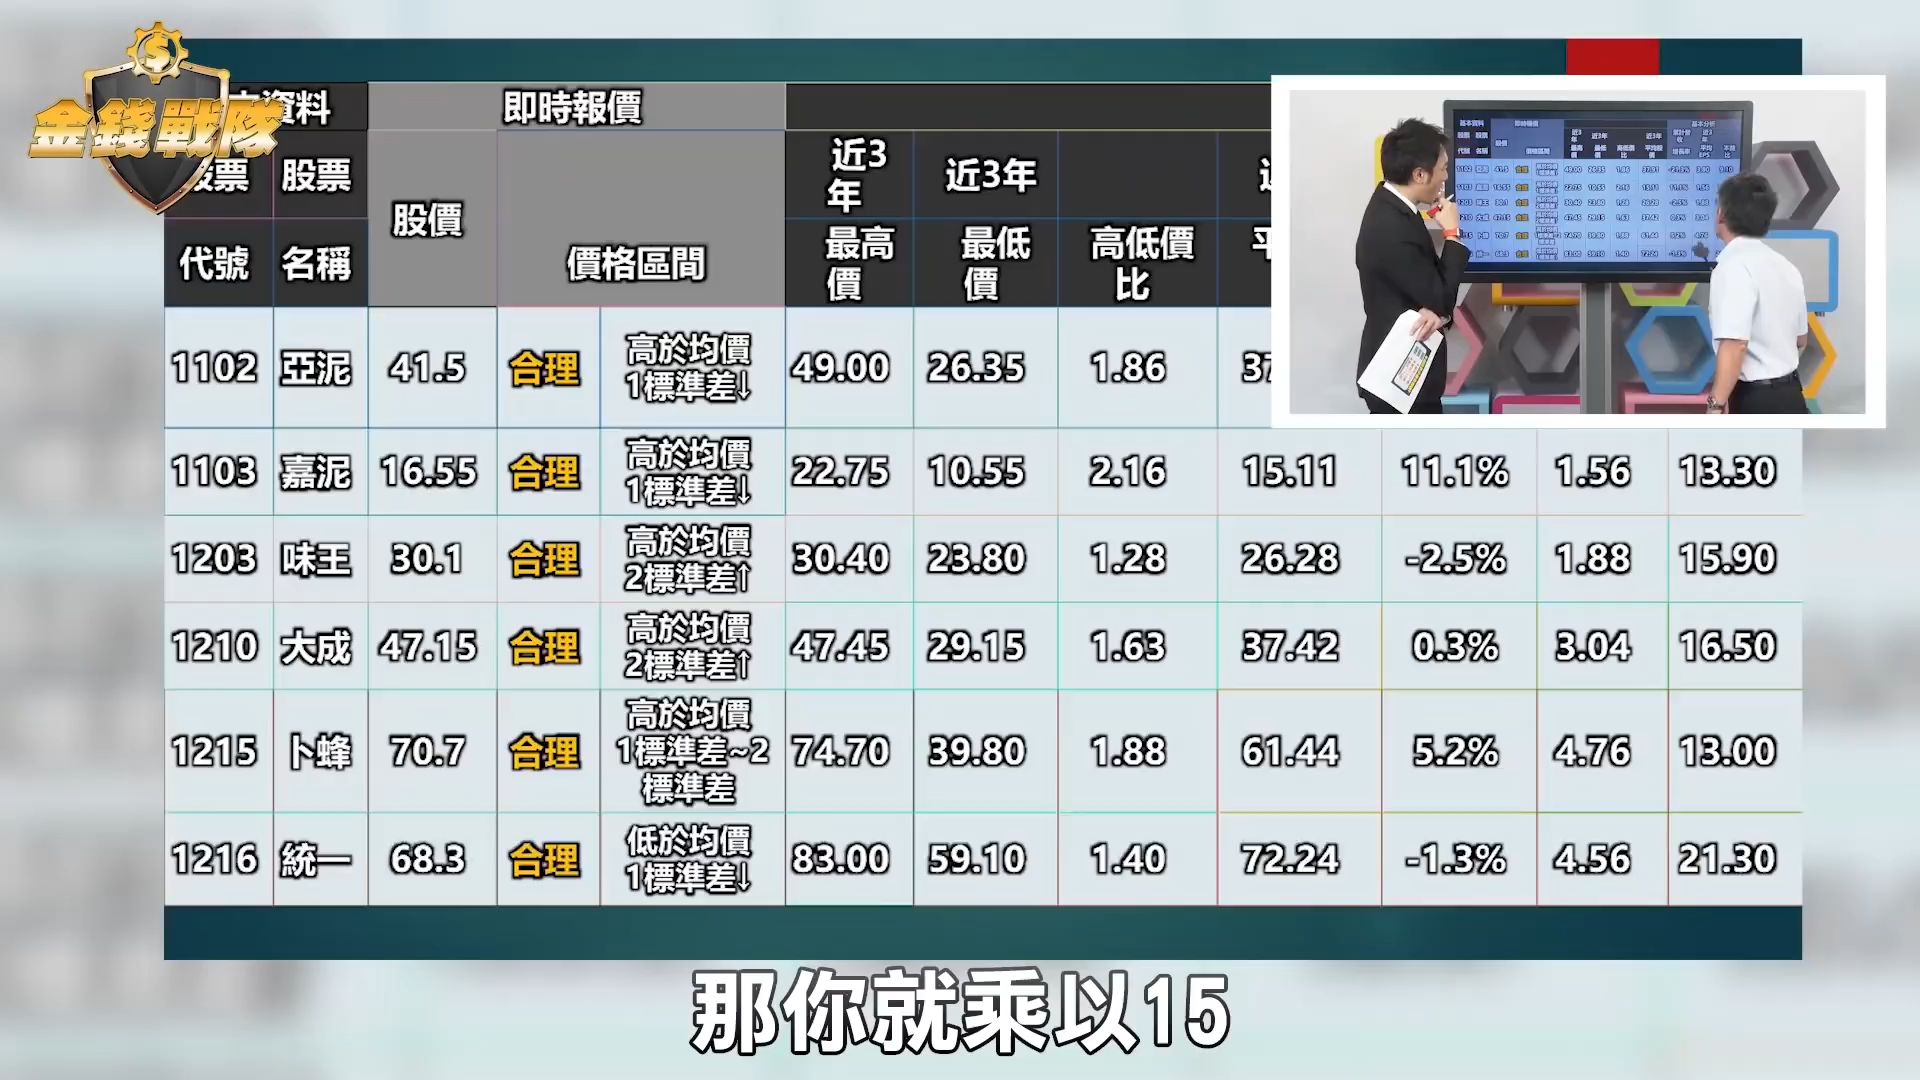 金錢戰隊
資料
即時報價
股票
股票
代號
名稱
股價
價格區間
近3年
最高價
近3年
最低價
高低價比
1102 亞泥 41.5 合理 高於均價1標準差↓ 49.00 26.35 1.86
1103 嘉泥 16.55 合理 高於均價1標準差↓ 22.75 10.55 2.16 15.11 11.1% 1.56 13.30
1203 味王 30.1 合理 高於均價2標準差↑ 30.40 23.80 1.28 26.28 -2.5% 1.88 15.90
1210 大成 47.15 合理 高於均價2標準差↑ 47.45 29.15 1.63 37.42 0.3% 3.04 16.50
1215 卜蜂 70.7 合理 高於均價1標準差~2標準差 74.70 39.80 1.88 61.44 5.2% 4.76 13.00
1216 統一 68.3 合理 低於均價1標準差↓ 83.00 59.10 1.40 72.24 -1.3% 4.56 21.30
那你就乘以15